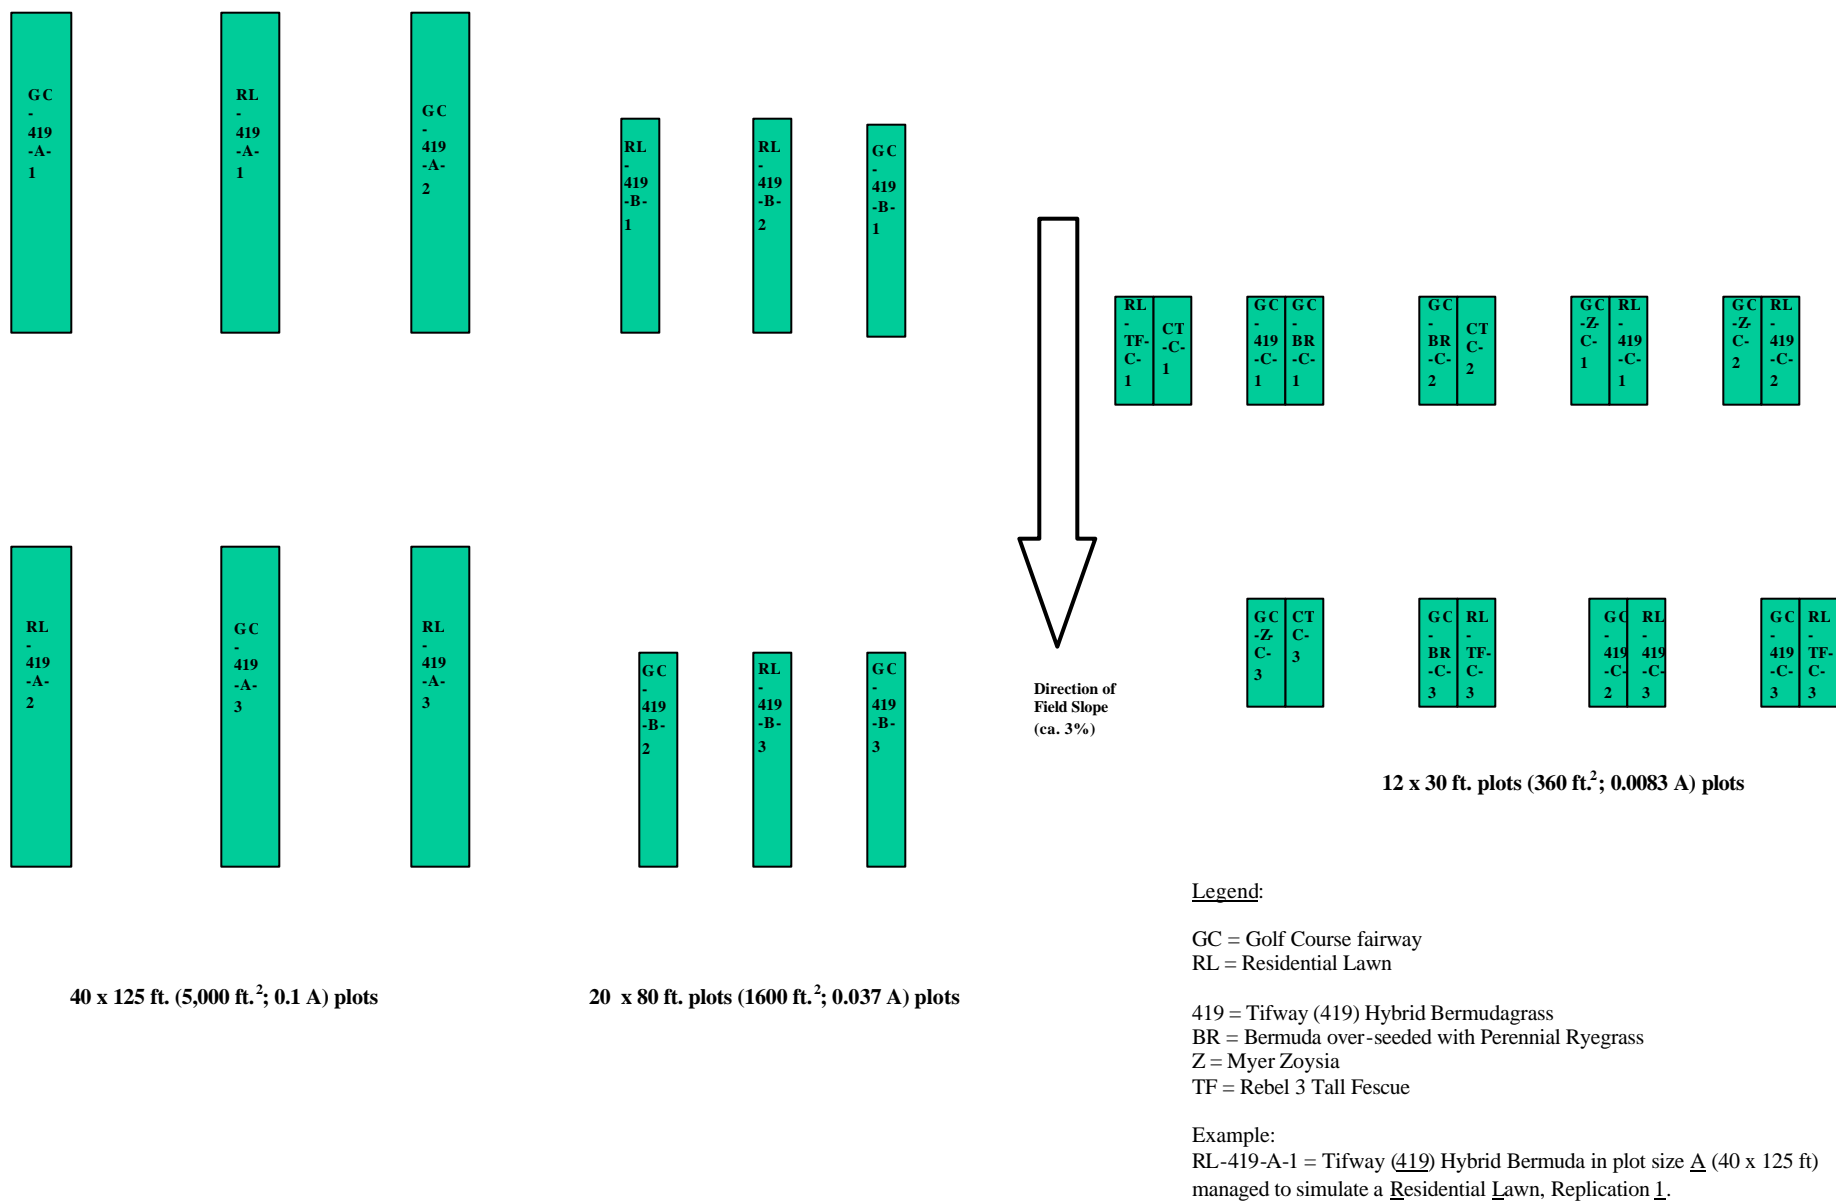 GC
-
419
-A-
1
RL
-
419
-A-
1
GC
-
419
-A-
2
RL
-
419
-B-
1
RL
-
419
-B-
2
GC
-
419
-B-
1
RL
-
TF-
C-
1
CT
-C-
1
GC
-
419
-C-
1
GC
-
BR
-C-
1
GC
-
BR
-C-
2
CT
C-
2
GC
-Z-
C-
1
RL
-
419
-C-
1
GC
-Z-
C-
2
RL
-
419
-C-
2
RL
-
419
-A-
2
GC
-
419
-A-
3
RL
-
419
-A-
3
GC
-
419
-B-
2
RL
-
419
-B-
3
GC
-
419
-B-
3
Direction of
Field Slope
(ca. 3%)
GC
-Z-
C-
3
CT
C-
3
GC
-
BR
-C-
3
RL
-
TF-
C-
3
GC
-
419
-C-
2
RL
-
419
-C-
3
GC
-
419
-C-
3
RL
-
TF-
C-
3
12 x 30 ft. plots (360 ft.²; 0.0083 A) plots
40 x 125 ft. (5,000 ft.²; 0.1 A) plots
20 x 80 ft. plots (1600 ft.²; 0.037 A) plots
Legend:
GC = Golf Course fairway
RL = Residential Lawn
419 = Tifway (419) Hybrid Bermudagrass
BR = Bermuda over-seeded with Perennial Ryegrass
Z = Myer Zoysia
TF = Rebel 3 Tall Fescue
Example:
RL-419-A-1 = Tifway (419) Hybrid Bermuda in plot size A (40 x 125 ft)
managed to simulate a Residential Lawn, Replication 1.